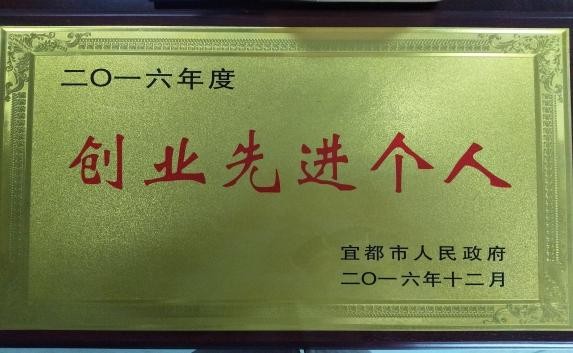 二〇一六年度
创业先进个人
宜都市人民政府
二〇一六年十二月